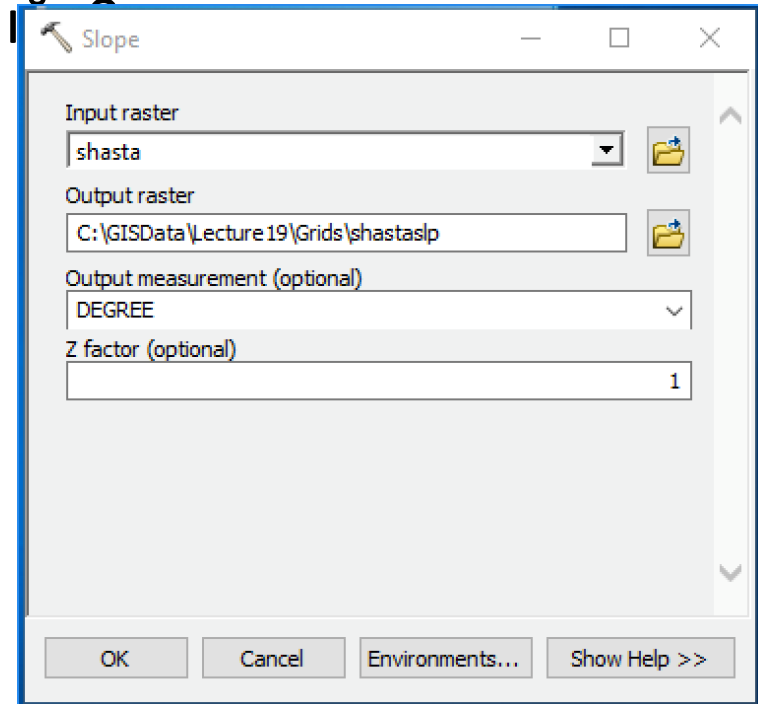 Slope
Input raster
shasta
Output raster
C:\GISData\Lecture19\Grids\shastaslp
Output measurement (optional)
DEGREE
Z factor (optional)
1
OK Cancel Environments... Show Help >>